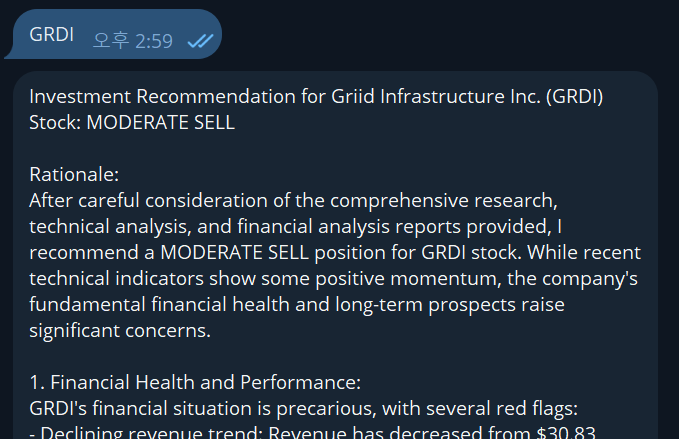 GRDI 오후 2:59
Investment Recommendation for Griid Infrastructure Inc. (GRDI)
Stock: MODERATE SELL
Rationale:
After careful consideration of the comprehensive research,
technical analysis, and financial analysis reports provided, I
recommend a MODERATE SELL position for GRDI stock. While recent
technical indicators show some positive momentum, the company's
fundamental financial health and long-term prospects raise
significant concerns.
1. Financial Health and Performance:
GRDI's financial situation is precarious, with several red flags:
- Declining revenue trend: Revenue has decreased from $30.83